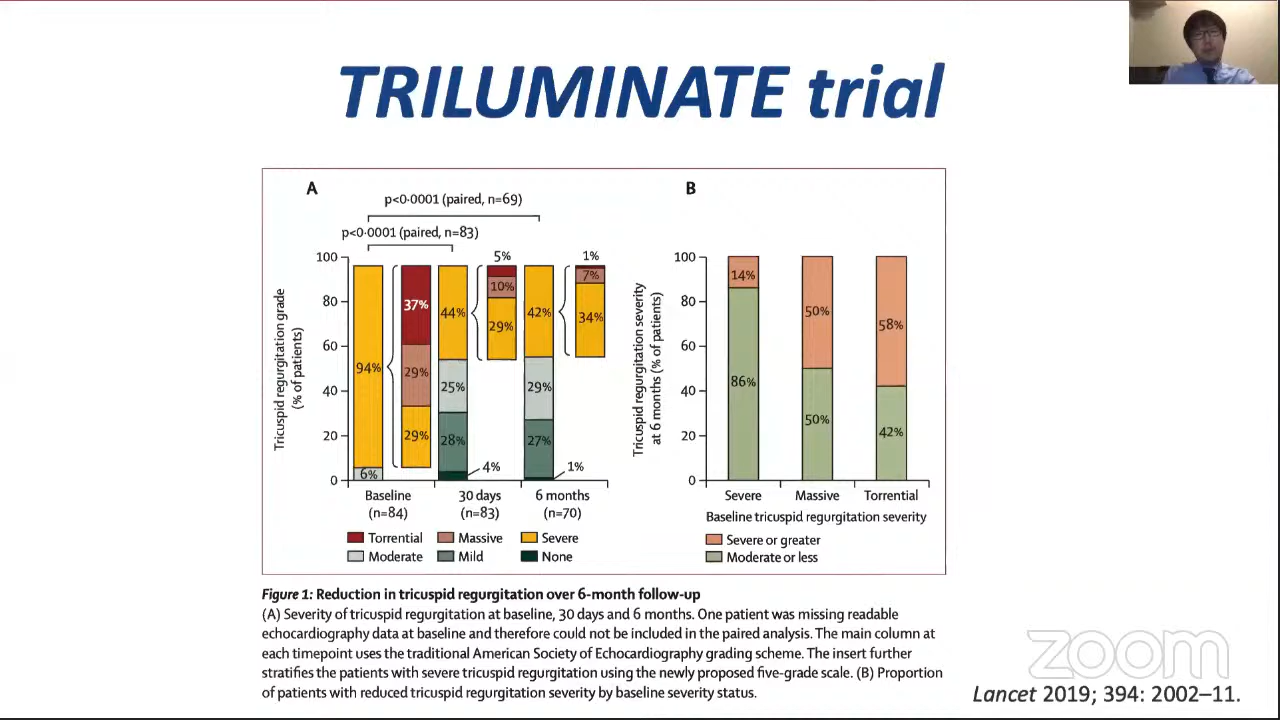 TRILUMINATE trial
A
p<0·0001 (paired, n=69)
p<0·0001 (paired, n=83)
Tricuspid regurgitation grade
(% of patients)
100
80
60
40
20
0
94%
6%
37%
29%
29%
44%
25%
28%
4%
5%
10%
29%
42%
29%
27%
1%
1%
7%
34%
Baseline
(n=84)
30 days
(n=83)
6 months
(n=70)
Torrential
Massive
Severe
Moderate
Mild
None
B
Tricuspid regurgitation severity
at 6 months (% of patients)
100
80
60
40
20
0
14%
86%
50%
50%
58%
42%
Severe
Massive
Torrential
Baseline tricuspid regurgitation severity
Severe or greater
Moderate or less
Figure 1: Reduction in tricuspid regurgitation over 6-month follow-up
(A) Severity of tricuspid regurgitation at baseline, 30 days and 6 months. One patient was missing readable
echocardiography data at baseline and therefore could not be included in the paired analysis. The main column at
each timepoint uses the traditional American Society of Echocardiography grading scheme. The insert further
stratifies the patients with severe tricuspid regurgitation using the newly proposed five-grade scale. (B) Proportion
of patients with reduced tricuspid regurgitation severity by baseline severity status.
zoom
Lancet 2019; 394: 2002–11.